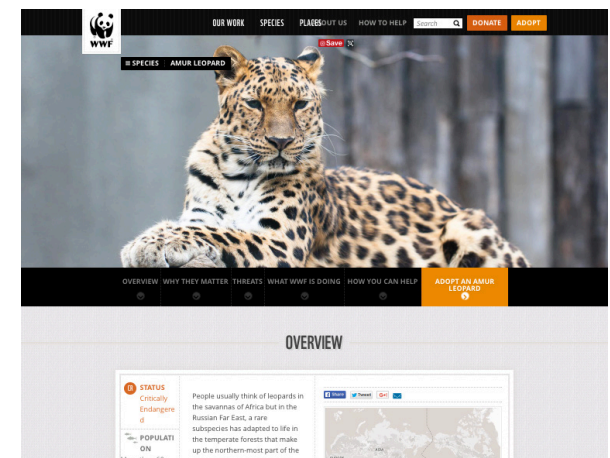 OUR WORK SPECIES PLACES OUT US HOW TO HELP Search DONATE ADOPT
WWF
Save
SPECIES AMUR LEOPARD
OVERVIEW WHY THEY MATTER THREATS WHAT WWF IS DOING HOW YOU CAN HELP ADOPT AN AMUR
LEOPARD
OVERVIEW
STATUS
Critically
Endangere
d
POPULATI
ON
People usually think of leopards in
the savannas of Africa but in the
Russian Far East, a rare
subspecies has adapted to life in
the temperate forests that make
up the northern-most part of the
Share Tweet G+
ASIA